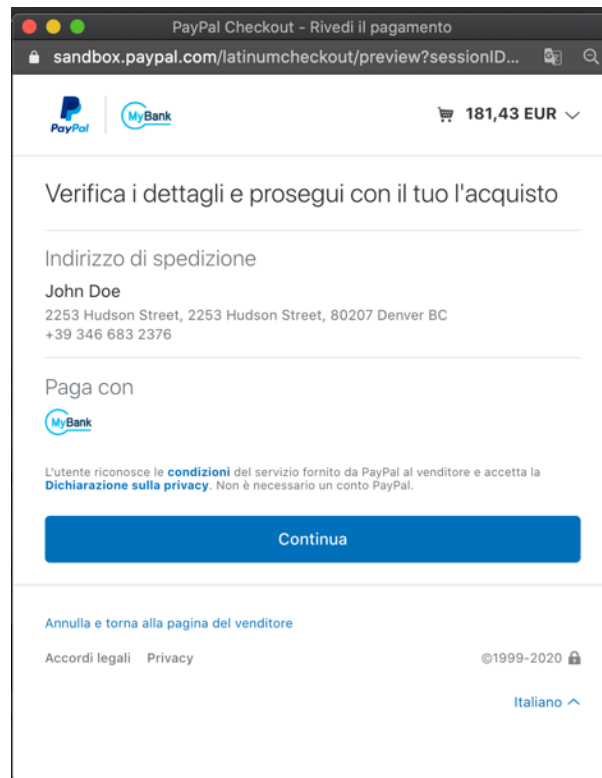 PayPal Checkout - Rivedi il pagamento
sandbox.paypal.com/latinumcheckout/preview?sessionID...
PayPal
MyBank
181,43 EUR
Verifica i dettagli e prosegui con il tuo l'acquisto
Indirizzo di spedizione
John Doe
2253 Hudson Street, 2253 Hudson Street, 80207 Denver BC
+39 346 683 2376
Paga con
MyBank
L'utente riconosce le condizioni del servizio fornito da PayPal al venditore e accetta la
Dichiarazione sulla privacy. Non è necessario un conto PayPal.
Continua
Annulla e torna alla pagina del venditore
Accordi legali Privacy
©1999-2020
Italiano